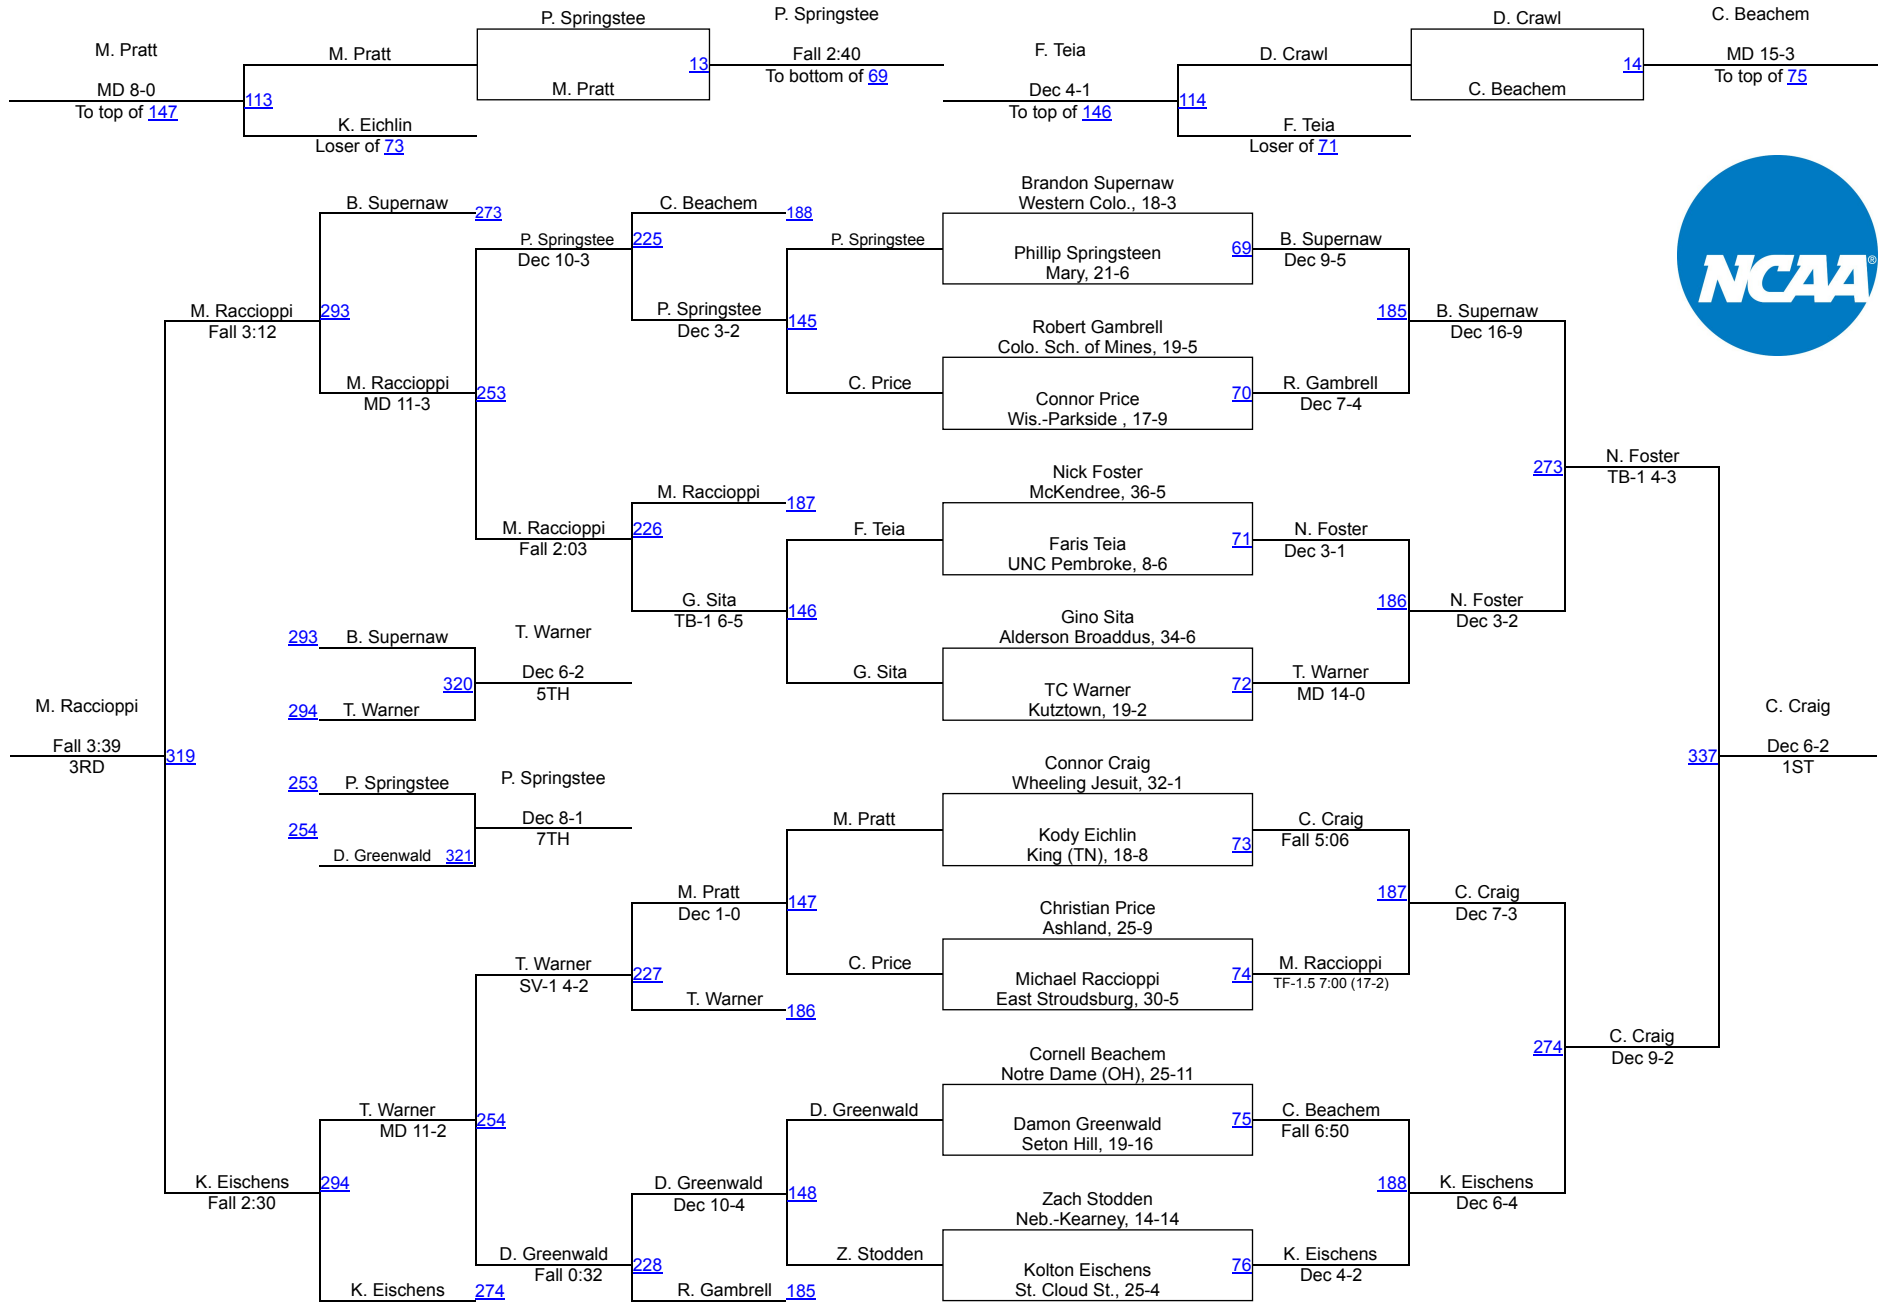 P. Springstee
M. Pratt
M. Pratt
13
P. Springstee
Fall 2:40
To bottom of 69
M. Pratt
MD 8-0
To top of 147
113
K. Eichlin
Loser of 73
D. Crawl
D. Crawl
C. Beachem
14
C. Beachem
MD 15-3
To top of 75
F. Teia
Dec 4-1
To top of 146
114
F. Teia
Loser of 71
NCAA®
Brandon Supernaw
Western Colo., 18-3
Phillip Springsteen
Mary, 21-6
69
B. Supernaw
Dec 9-5
Robert Gambrell
Colo. Sch. of Mines, 19-5
Connor Price
Wis.-Parkside , 17-9
70
R. Gambrell
Dec 7-4
185
B. Supernaw
Dec 16-9
Nick Foster
McKendree, 36-5
Faris Teia
UNC Pembroke, 8-6
71
N. Foster
Dec 3-1
Gino Sita
Alderson Broaddus, 34-6
TC Warner
Kutztown, 19-2
72
T. Warner
MD 14-0
186
N. Foster
Dec 3-2
273
N. Foster
TB-1 4-3
Connor Craig
Wheeling Jesuit, 32-1
Kody Eichlin
King (TN), 18-8
73
C. Craig
Fall 5:06
Christian Price
Ashland, 25-9
Michael Raccioppi
East Stroudsburg, 30-5
74
M. Raccioppi
TF-1.5 7:00 (17-2)
187
C. Craig
Dec 7-3
Cornell Beachem
Notre Dame (OH), 25-11
Damon Greenwald
Seton Hill, 19-16
75
C. Beachem
Fall 6:50
Zach Stodden
Neb.-Kearney, 14-14
Kolton Eischens
St. Cloud St., 25-4
76
K. Eischens
Dec 4-2
188
K. Eischens
Dec 6-4
274
C. Craig
Dec 9-2
337
C. Craig
Dec 6-2
1ST
P. Springstee
C. Price
145
P. Springstee
Dec 3-2
C. Beachem
188
225
P. Springstee
Dec 10-3
F. Teia
G. Sita
146
G. Sita
TB-1 6-5
M. Raccioppi
187
226
M. Raccioppi
Fall 2:03
253
M. Raccioppi
MD 11-3
B. Supernaw
273
293
M. Raccioppi
Fall 3:12
293
B. Supernaw
294
T. Warner
320
T. Warner
Dec 6-2
5TH
253
P. Springstee
254
D. Greenwald
321
P. Springstee
Dec 8-1
7TH
M. Pratt
C. Price
147
M. Pratt
Dec 1-0
T. Warner
186
227
T. Warner
SV-1 4-2
D. Greenwald
Z. Stodden
148
D. Greenwald
Dec 10-4
R. Gambrell
185
228
D. Greenwald
Fall 0:32
254
T. Warner
MD 11-2
K. Eischens
274
294
K. Eischens
Fall 2:30
319
M. Raccioppi
Fall 3:39
3RD